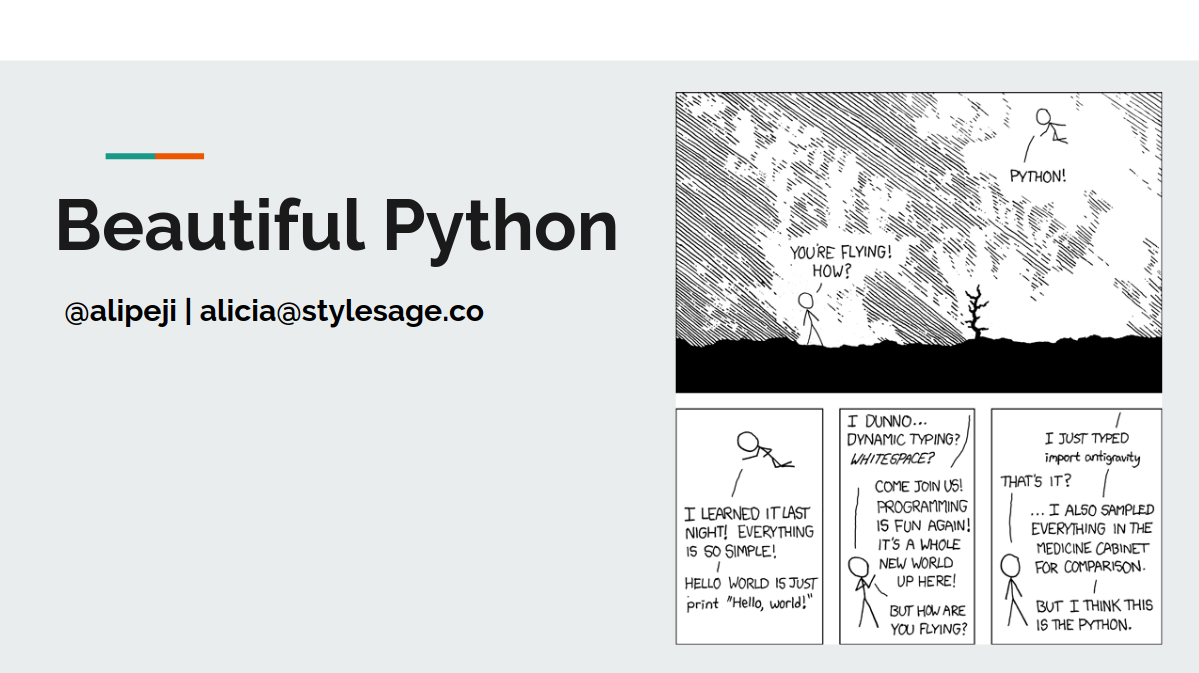 Beautiful Python
@alipeji | alicia@stylesage.co
PYTHON!
YOU'RE FLYING!
HOW?
I LEARNED IT LAST
NIGHT! EVERYTHING
IS SO SIMPLE!
HELLO WORLD IS JUST
print "Hello, world!"
I DUNNO...
DYNAMIC TYPING?
WHITESPACE?
COME JOIN US!
PROGRAMMING
IS FUN AGAIN!
IT'S A WHOLE
NEW WORLD
UP HERE!
BUT HOW ARE
YOU FLYING?
I JUST TYPED
import antigravity
THAT'S IT?
... I ALSO SAMPLED
EVERYTHING IN THE
MEDICINE CABINET
FOR COMPARISON.
BUT I THINK THIS
IS THE PYTHON.